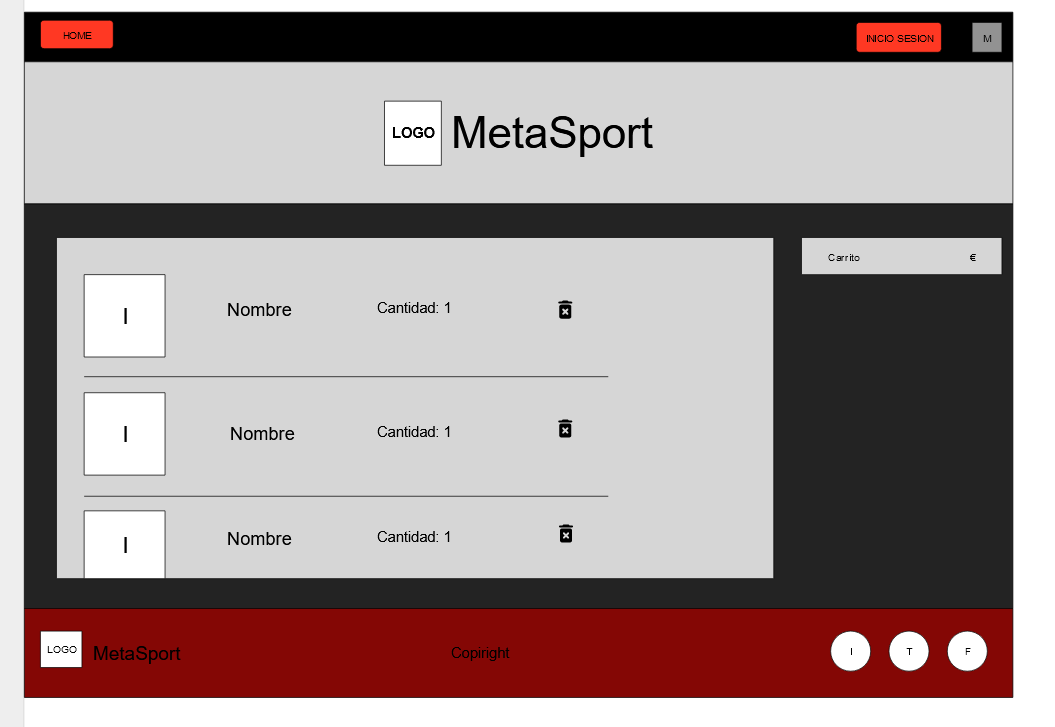 HOME
INICIO SESION
M
LOGO
MetaSport
Carrito
€
I
Nombre
Cantidad: 1
I
Nombre
Cantidad: 1
I
Nombre
Cantidad: 1
LOGO
MetaSport
Copiright
I
T
F